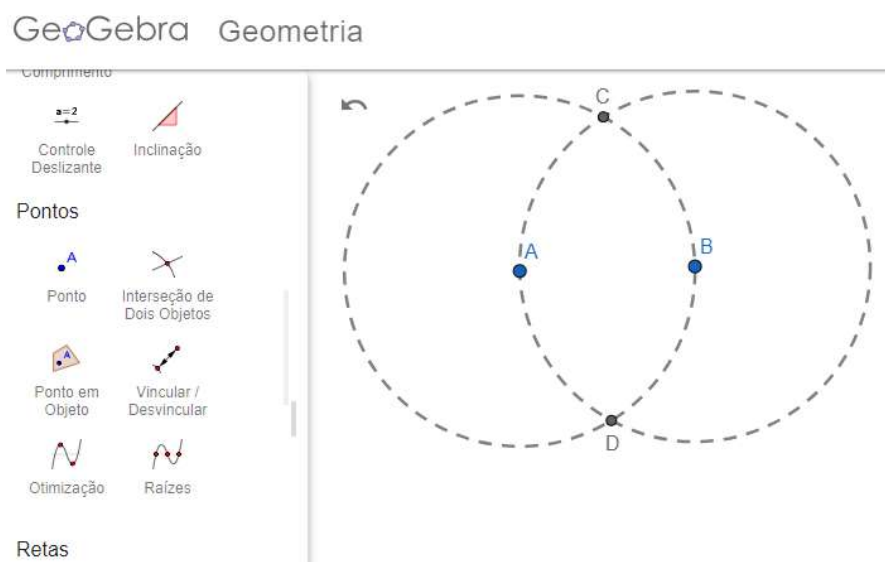 GeoGebra Geometria
Comprimento
a=2
Controle
Deslizante
Inclinação
Pontos
A
Ponto
Interseção de
Dois Objetos
A
Ponto em
Objeto
Vincular /
Desvincular
Otimização
Raízes
Retas
C
A
B
D